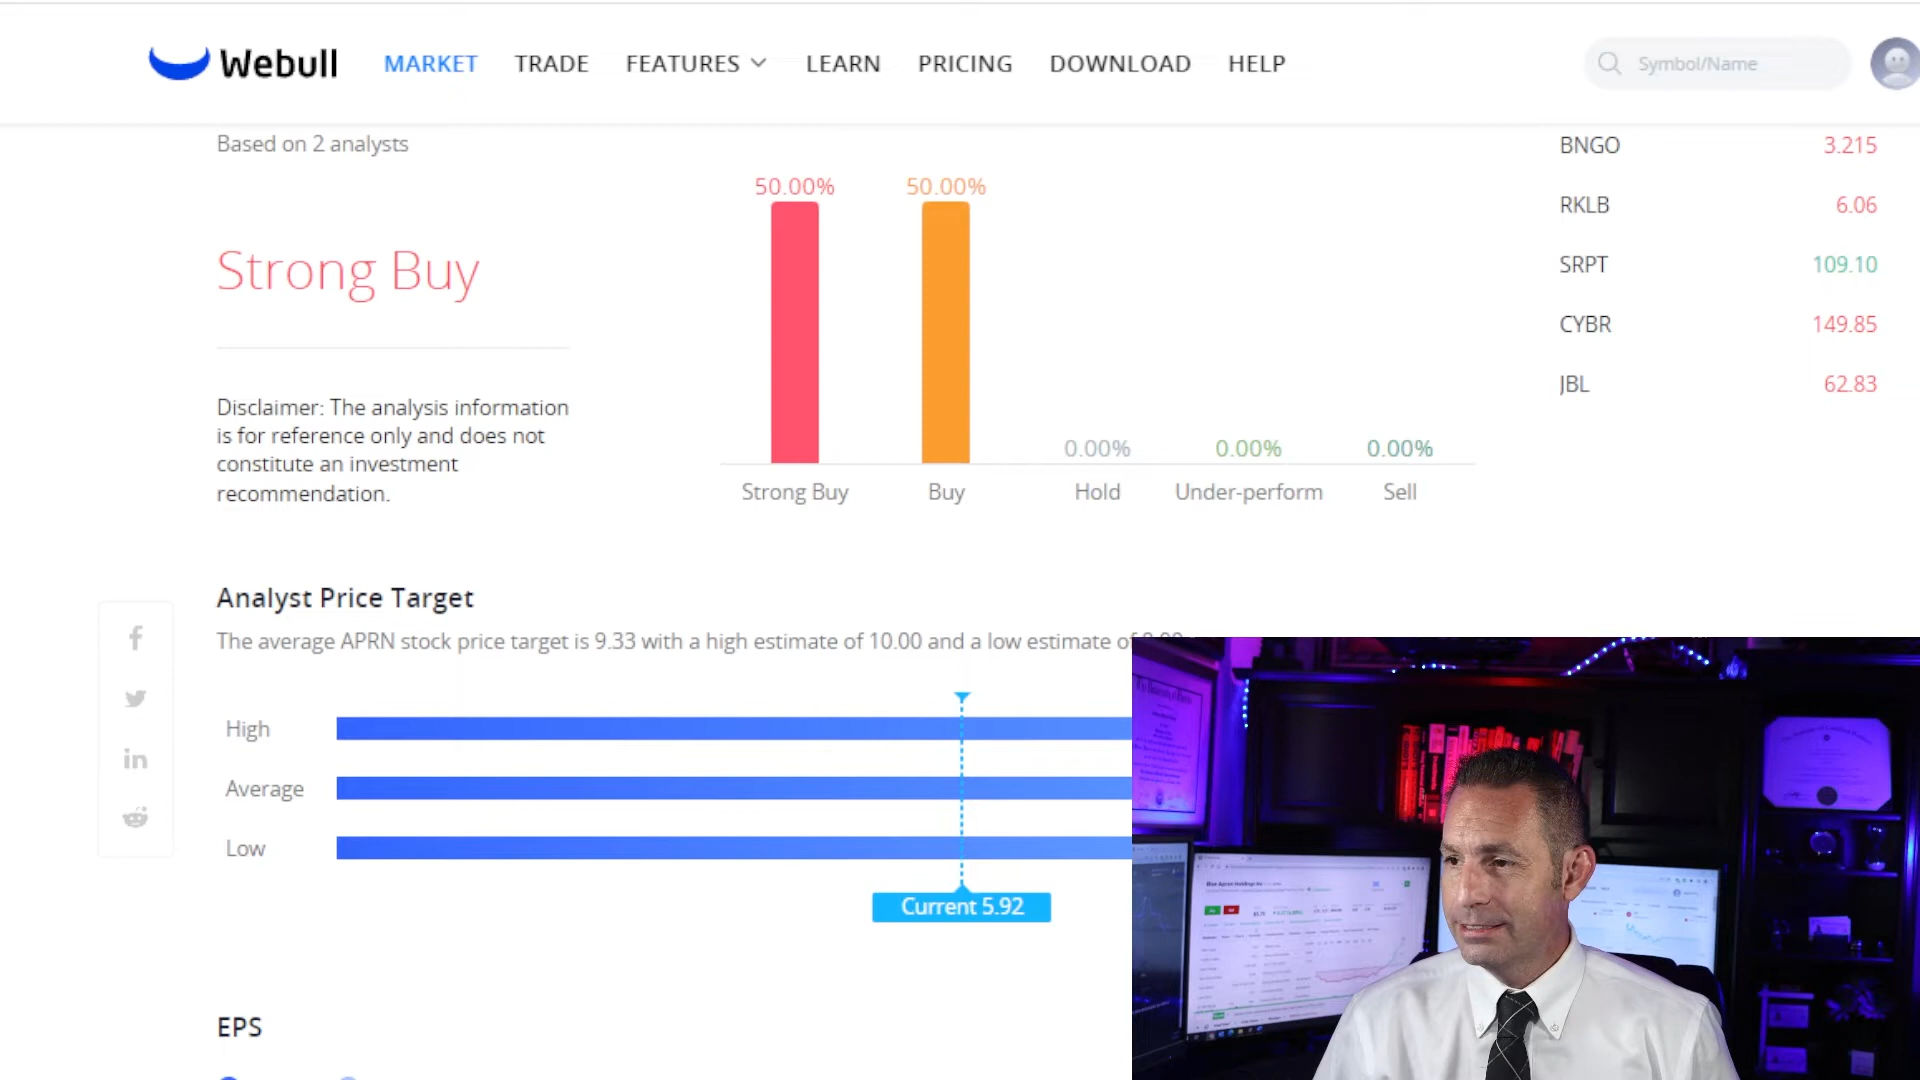 Webull MARKET TRADE FEATURES LEARN PRICING DOWNLOAD HELP Symbol/Name
Based on 2 analysts
Strong Buy
Disclaimer: The analysis information
is for reference only and does not
constitute an investment
recommendation.
50.00% 50.00% 0.00% 0.00% 0.00%
Strong Buy Buy Hold Under-perform Sell
BNGO 3.215
RKLB 6.06
SRPT 109.10
CYBR 149.85
JBL 62.83
Analyst Price Target
The average APRN stock price target is 9.33 with a high estimate of 10.00 and a low estimate of
High
Average
Low
Current 5.92
EPS
f
in